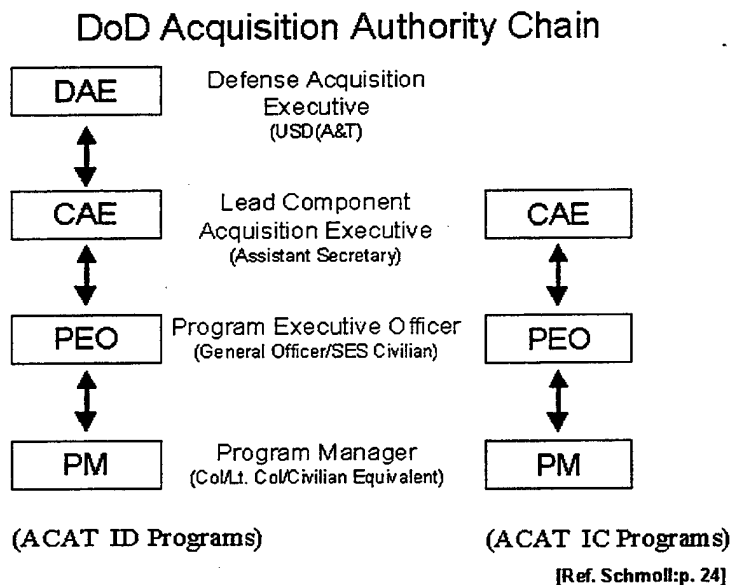 DoD Acquisition Authority Chain
DAE
Defense Acquisition
Executive
(USD(A&T)
CAE
Lead Component
Acquisition Executive
(Assistant Secretary)
CAE
PEO
Program Executive Officer
(General Officer/SES Civilian)
PEO
PM
Program Manager
(Col/Lt. Col/Civilian Equivalent)
PM
(ACAT ID Programs)
(ACAT IC Programs)
[Ref. Schmoll:p. 24]